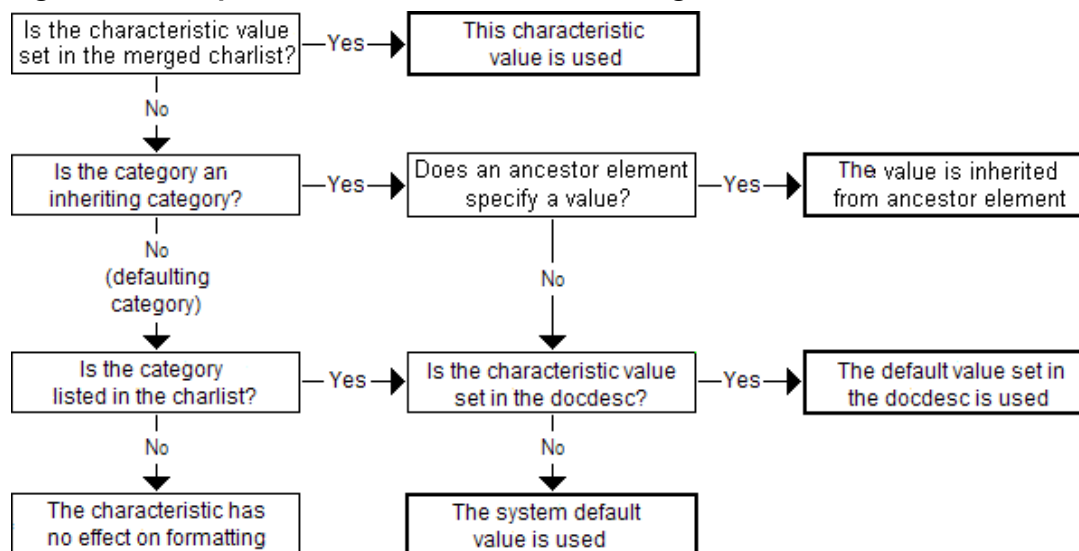 Is the characteristic value
set in the merged charlist?
Yes
This characteristic
value is used
No
Is the category an
inheriting category?
Yes
Does an ancestor element
specify a value?
Yes
The value is inherited
from ancestor element
No
(defaulting
category)
No
Is the category
listed in the charlist?
Yes
Is the characteristic value
set in the docdesc?
Yes
The default value set in
the docdesc is used
No
No
The characteristic has
no effect on formatting
The system default
value is used